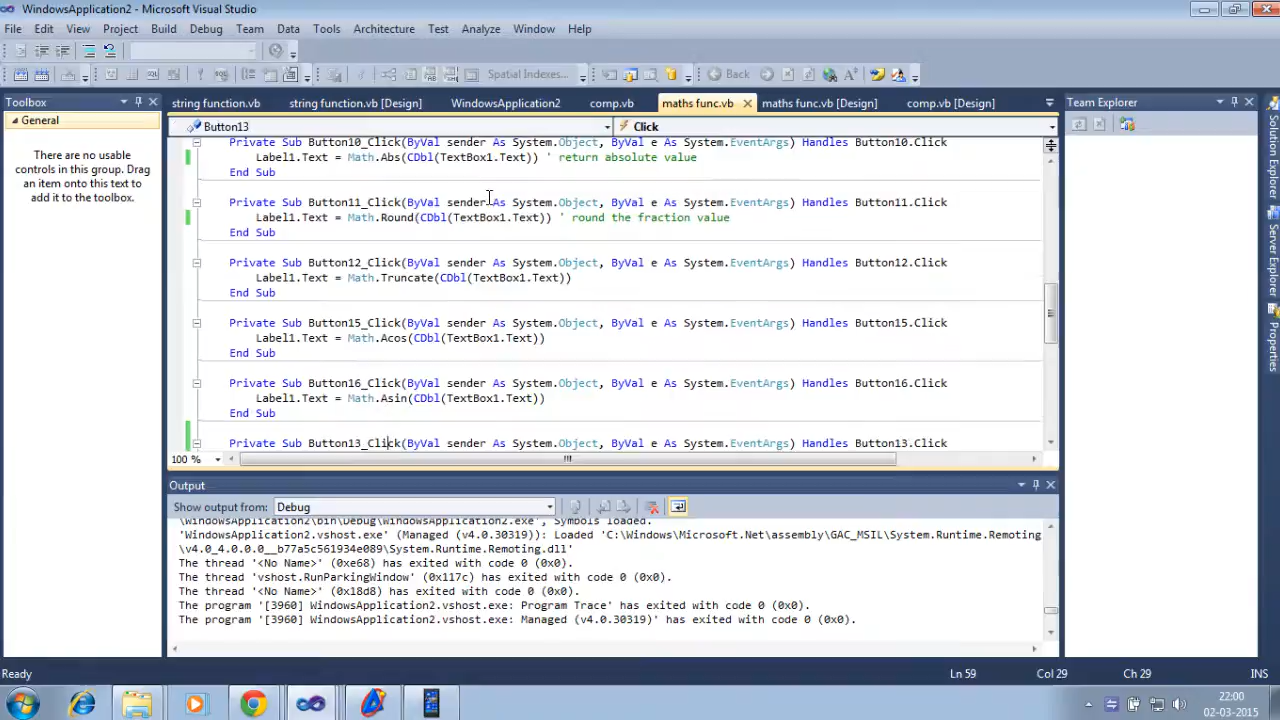 WindowsApplication2 - Microsoft Visual Studio
File Edit View Project Build Debug Team Data Tools Architecture Test Analyze Window Help
Spatial Indexes... Back
Toolbox
General
There are no usable
controls in this group. Drag
an item onto this text to
add it to the toolbox.
string function.vb string function.vb [Design] WindowsApplication2 comp.vb maths func.vb maths func.vb [Design] comp.vb [Design]
Button13 Click
Private Sub Button10_Click(ByVal sender As System.Object, ByVal e As System.EventArgs) Handles Button10.Click
Label1.Text = Math.Abs(CDbl(TextBox1.Text)) ' return absolute value
End Sub
Private Sub Button11_Click(ByVal sender As System.Object, ByVal e As System.EventArgs) Handles Button11.Click
Label1.Text = Math.Round(CDbl(TextBox1.Text)) ' round the fraction value
End Sub
Private Sub Button12_Click(ByVal sender As System.Object, ByVal e As System.EventArgs) Handles Button12.Click
Label1.Text = Math.Truncate(CDbl(TextBox1.Text))
End Sub
Private Sub Button15_Click(ByVal sender As System.Object, ByVal e As System.EventArgs) Handles Button15.Click
Label1.Text = Math.Acos(CDbl(TextBox1.Text))
End Sub
Private Sub Button16_Click(ByVal sender As System.Object, ByVal e As System.EventArgs) Handles Button16.Click
Label1.Text = Math.Asin(CDbl(TextBox1.Text))
End Sub
Private Sub Button13_Click(ByVal sender As System.Object, ByVal e As System.EventArgs) Handles Button13.Click
100 %
Team Explorer
Solution Explorer
Server Explorer
Properties
Output
Show output from: Debug
\WindowsApplication2\bin\Debug\WindowsApplication2.exe', Symbols loaded.
'WindowsApplication2.vshost.exe' (Managed (v4.0.30319)): Loaded 'C:\Windows\Microsoft.Net\assembly\GAC_MSIL\System.Runtime.Remoting
\v4.0_4.0.0.0__b77a5c561934e089\System.Runtime.Remoting.dll'
The thread '<No Name>' (0xe68) has exited with code 0 (0x0).
The thread 'vshost.RunParkingWindow' (0x117c) has exited with code 0 (0x0).
The thread '<No Name>' (0x18d8) has exited with code 0 (0x0).
The program '[3960] WindowsApplication2.vshost.exe: Program Trace' has exited with code 0 (0x0).
The program '[3960] WindowsApplication2.vshost.exe: Managed (v4.0.30319)' has exited with code 0 (0x0).
Ready Ln 59 Col 29 Ch 29 INS
22:00
02-03-2015